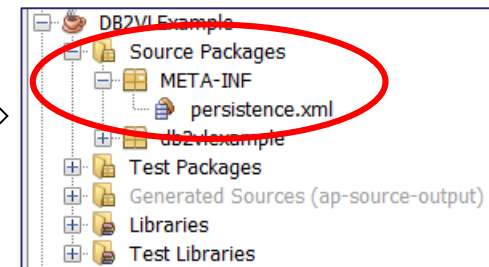 DB2VLExample
Source Packages
META-INF
persistence.xml
db2vlexample
Test Packages
Generated Sources (ap-source-output)
Libraries
Test Libraries